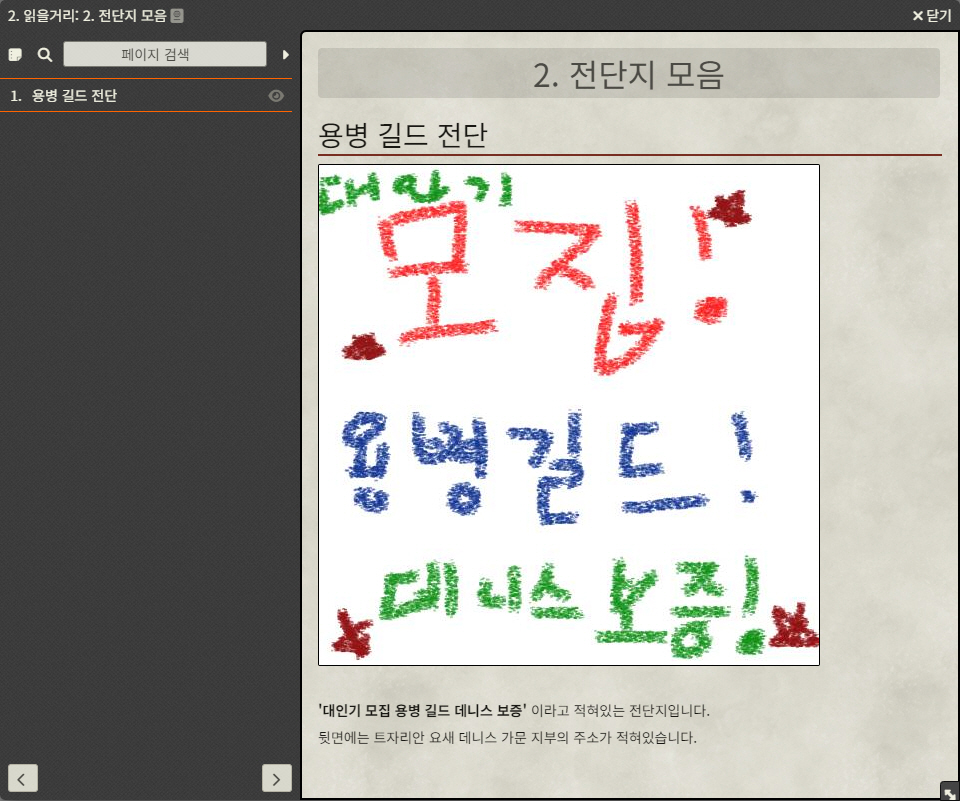 2. 읽을거리: 2. 전단지 모음
닫기
페이지 검색
1. 용병 길드 전단
2. 전단지 모음
용병 길드 전단
대인기
모집!
용병길드!
데니스 보증!
'대인기 모집 용병 길드 데니스 보증' 이라고 적혀있는 전단지입니다.
뒷면에는 트자리안 요새 데니스 가문 지부의 주소가 적혀있습니다.